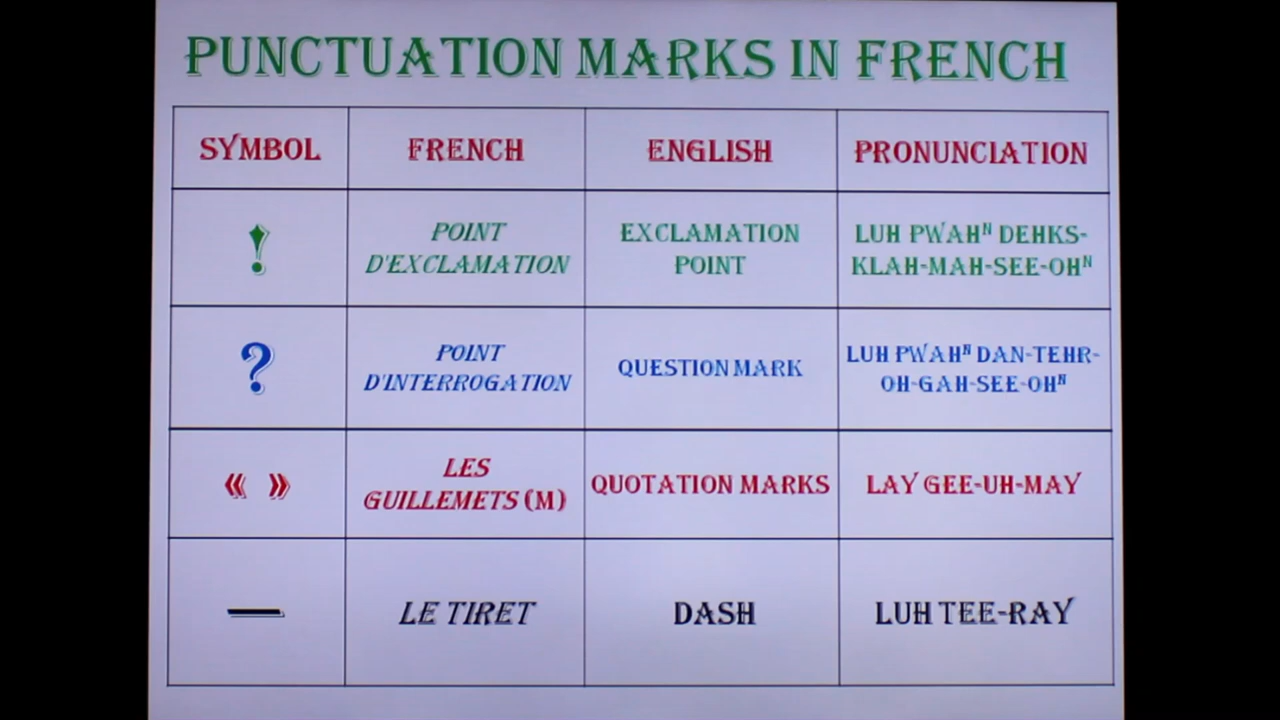 PUNCTUATION MARKS IN FRENCH
SYMBOL
FRENCH
ENGLISH
PRONUNCIATION
!
POINT
D'EXCLAMATION
EXCLAMATION
POINT
LUH PWAHᴺ DEHKS-
KLAH-MAH-SEE-OHᴺ
?
POINT
D'INTERROGATION
QUESTION MARK
LUH PWAHᴺ DAN-TEHR-
OH-GAH-SEE-OHᴺ
« »
LES
GUILLEMETS (M)
QUOTATION MARKS
LAY GEE-UH-MAY
—
LE TIRET
DASH
LUH TEE-RAY